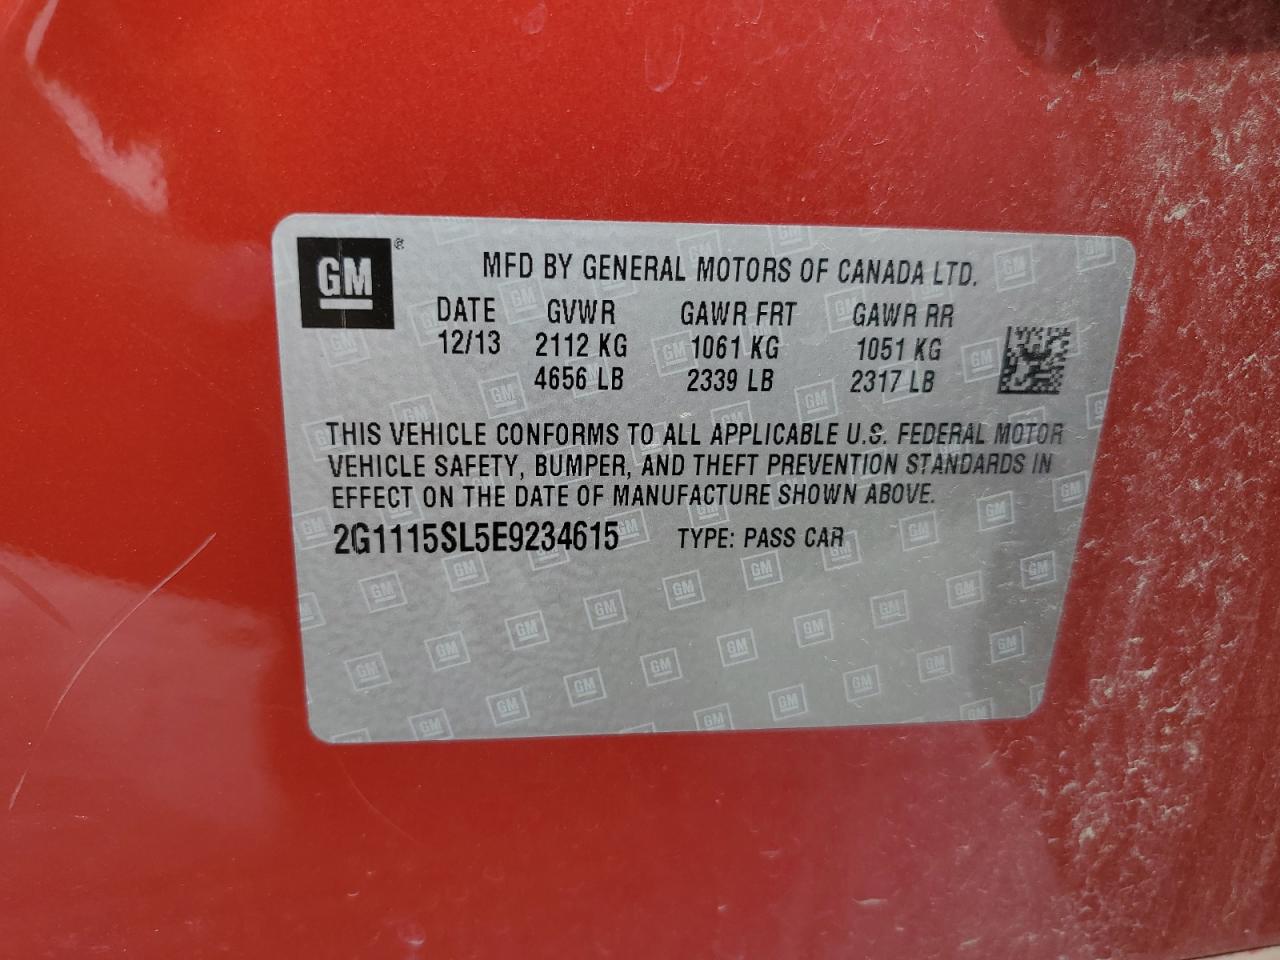 GM ®
MFD BY GENERAL MOTORS OF CANADA LTD.
DATE GVWR GAWR FRT GAWR RR
12/13 2112 KG 1061 KG 1051 KG
4656 LB 2339 LB 2317 LB
THIS VEHICLE CONFORMS TO ALL APPLICABLE U.S. FEDERAL MOTOR
VEHICLE SAFETY, BUMPER, AND THEFT PREVENTION STANDARDS IN
EFFECT ON THE DATE OF MANUFACTURE SHOWN ABOVE.
2G1115SL5E9234615 TYPE: PASS CAR